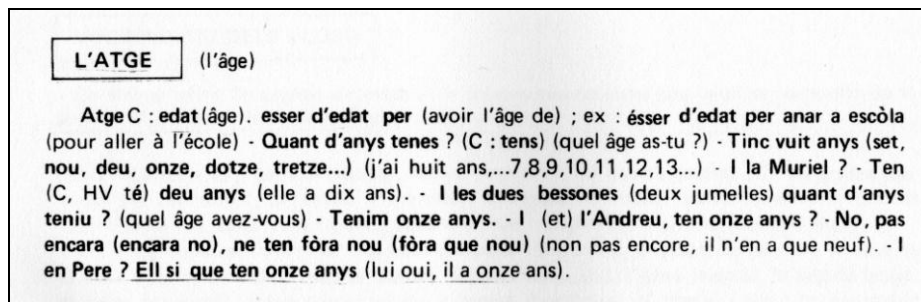 L'ATGE (l'âge)
Atge C : edat (âge). esser d'edat per (avoir l'âge de) ; ex : ésser d'edat per anar a escòla
(pour aller à l'école) - Quant d'anys tenes ? (C : tens) (quel âge as-tu ?) - Tinc vuit anys (set,
nou, deu, onze, dotze, tretze...) (j'ai huit ans,...7,8,9,10,11,12,13...) - I la Muriel ? - Ten
(C, HV té) deu anys (elle a dix ans). - I les dues bessones (deux jumelles) quant d'anys
teniu ? (quel âge avez-vous) - Tenim onze anys. - I (et) l'Andreu, ten onze anys ? - No, pas
encara (encara no), ne ten fòra nou (fòra que nou) (non pas encore, il n'en a que neuf). - I
en Pere ? Ell si que ten onze anys (lui oui, il a onze ans).